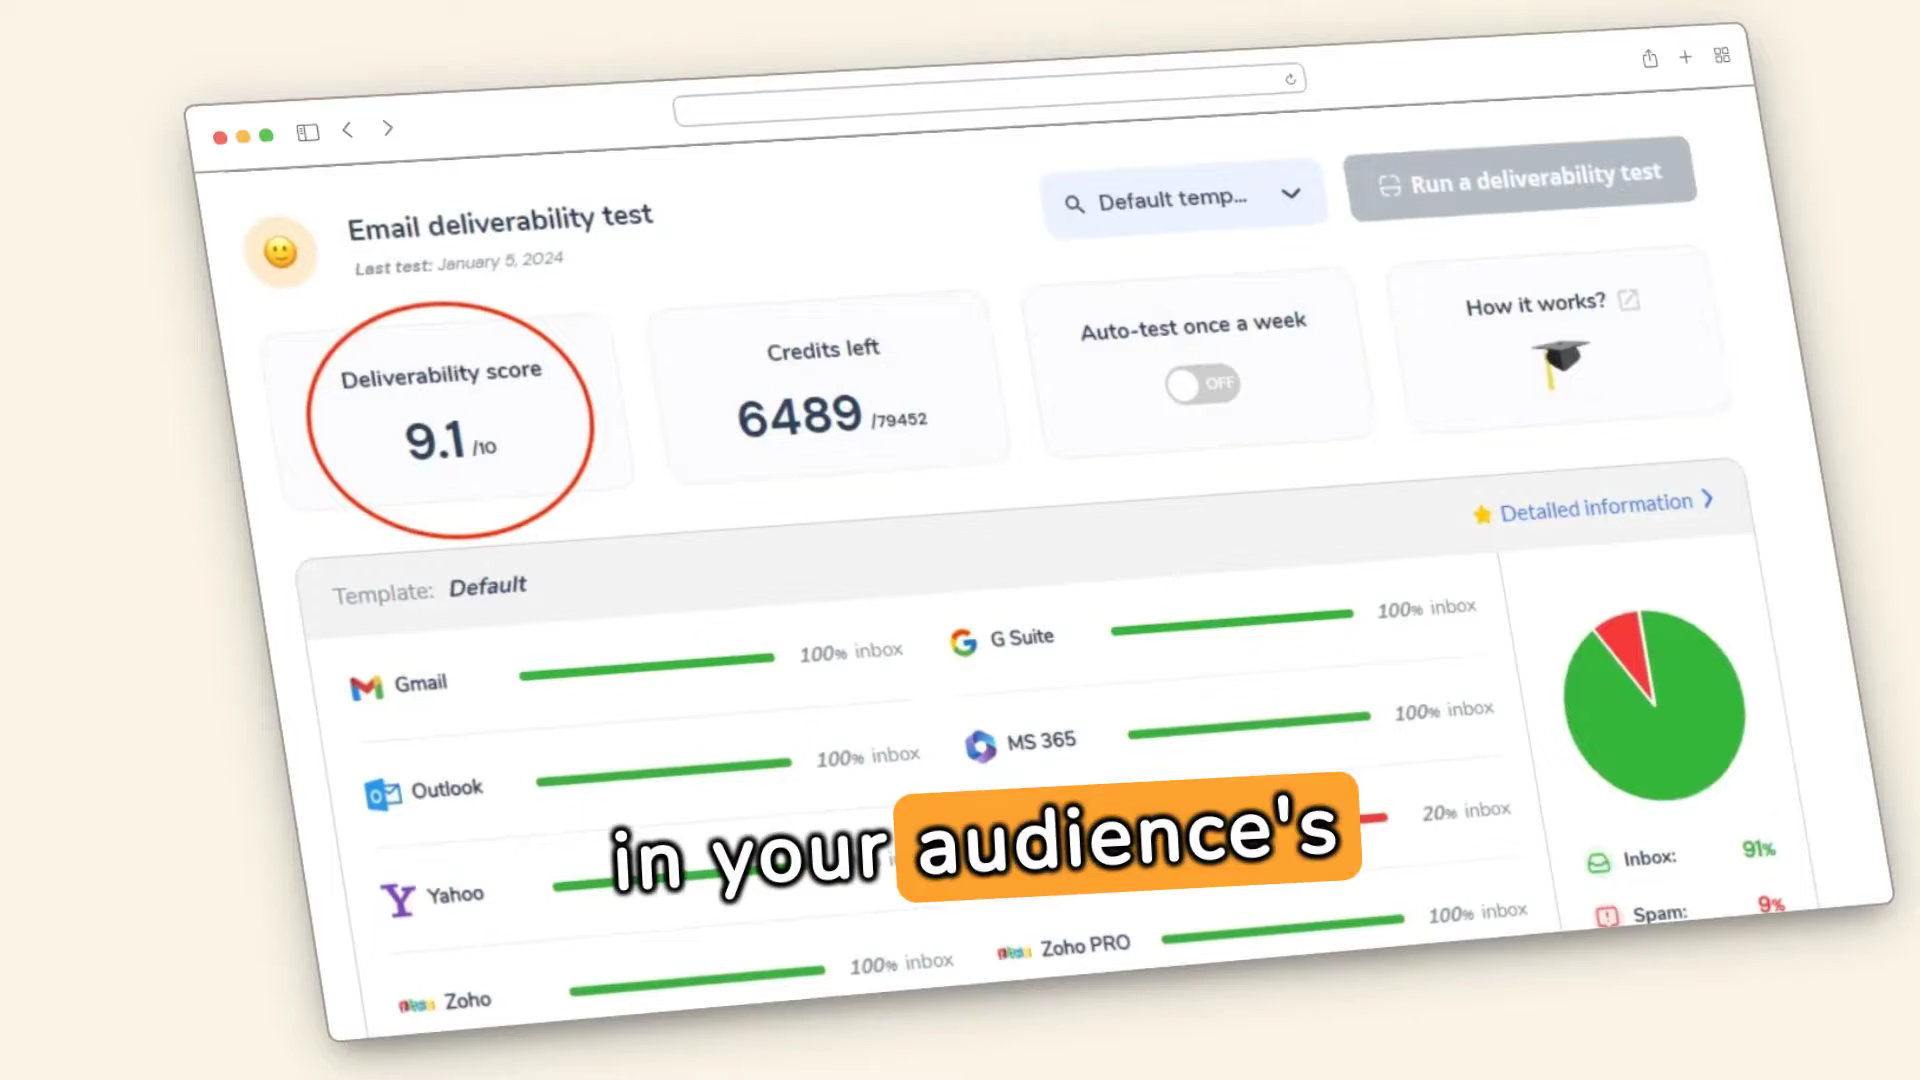 Email deliverability test
Last test: January 5, 2024
Default temp...
Run a deliverability test
Deliverability score
9.1 /10
Credits left
6489 /79452
Auto-test once a week
OFF
How it works?
Detailed information
Template: Default
Gmail 100% inbox
G Suite 100% inbox
Outlook 100% inbox
MS 365 100% inbox
Yahoo
20% inbox
Zoho 100% inbox
Zoho PRO 100% inbox
Inbox: 91%
Spam: 9%
in your audience's